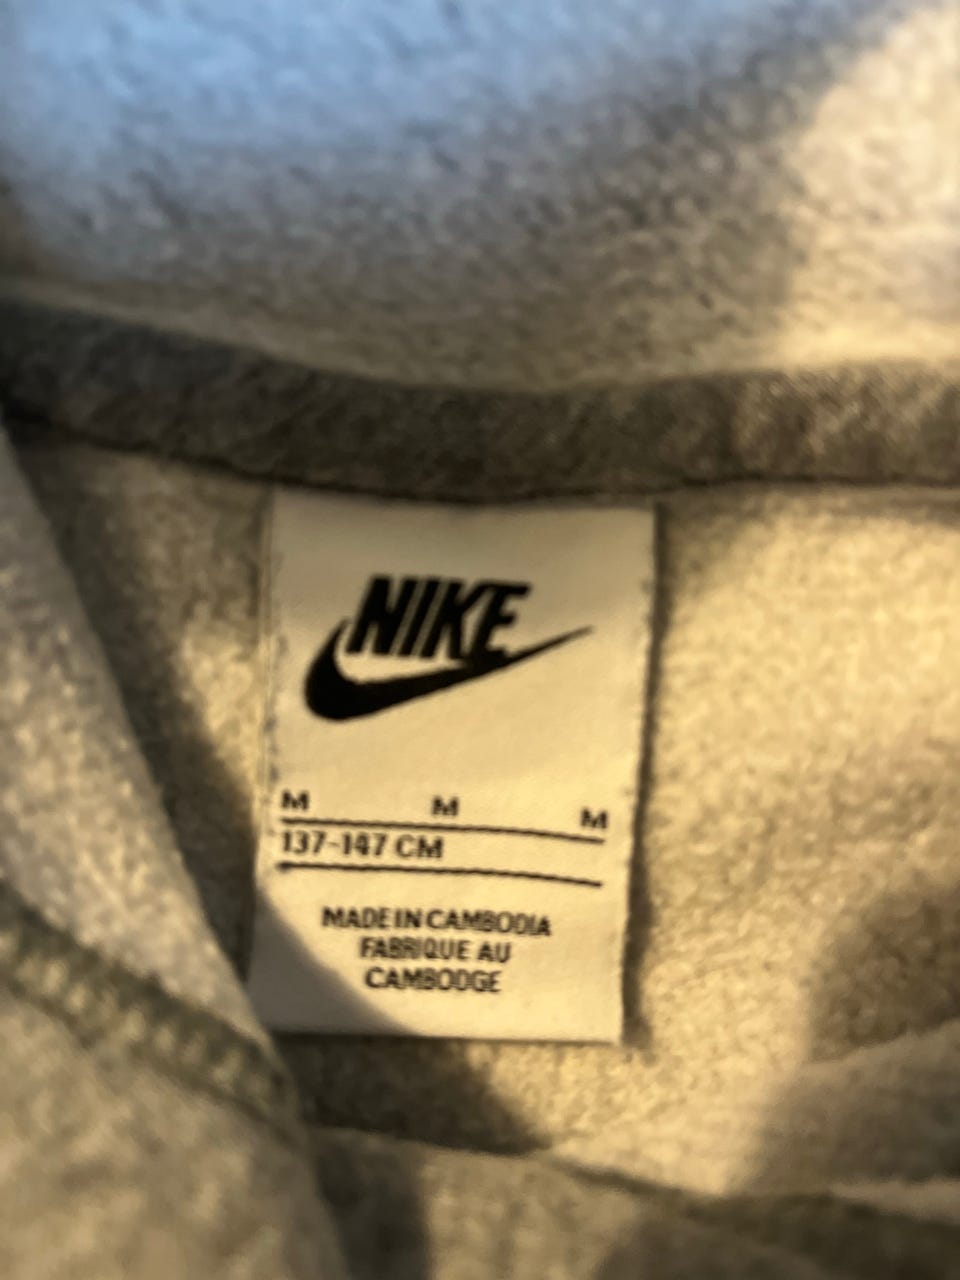 NIKE
M M M
137-147 CM
MADE IN CAMBODIA
FABRIQUE AU
CAMBODGE